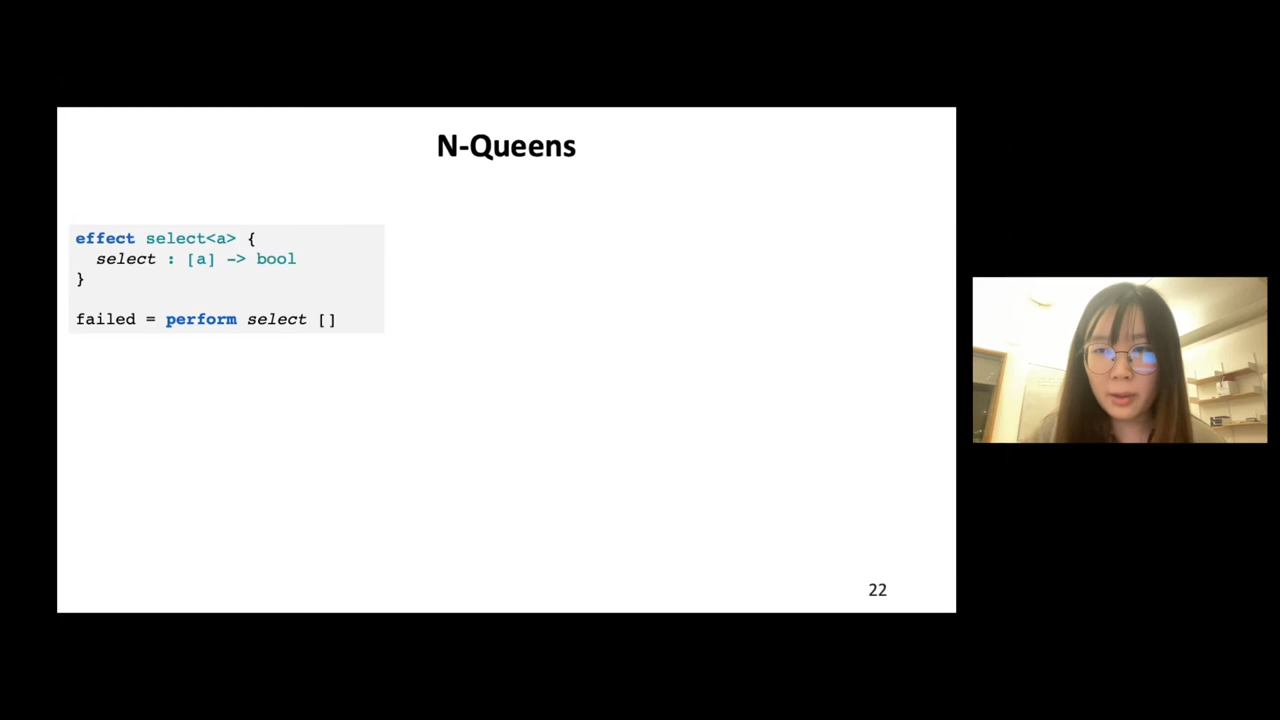 N-Queens
effect select<a> {
  select : [a] -> bool
}
failed = perform select []
22